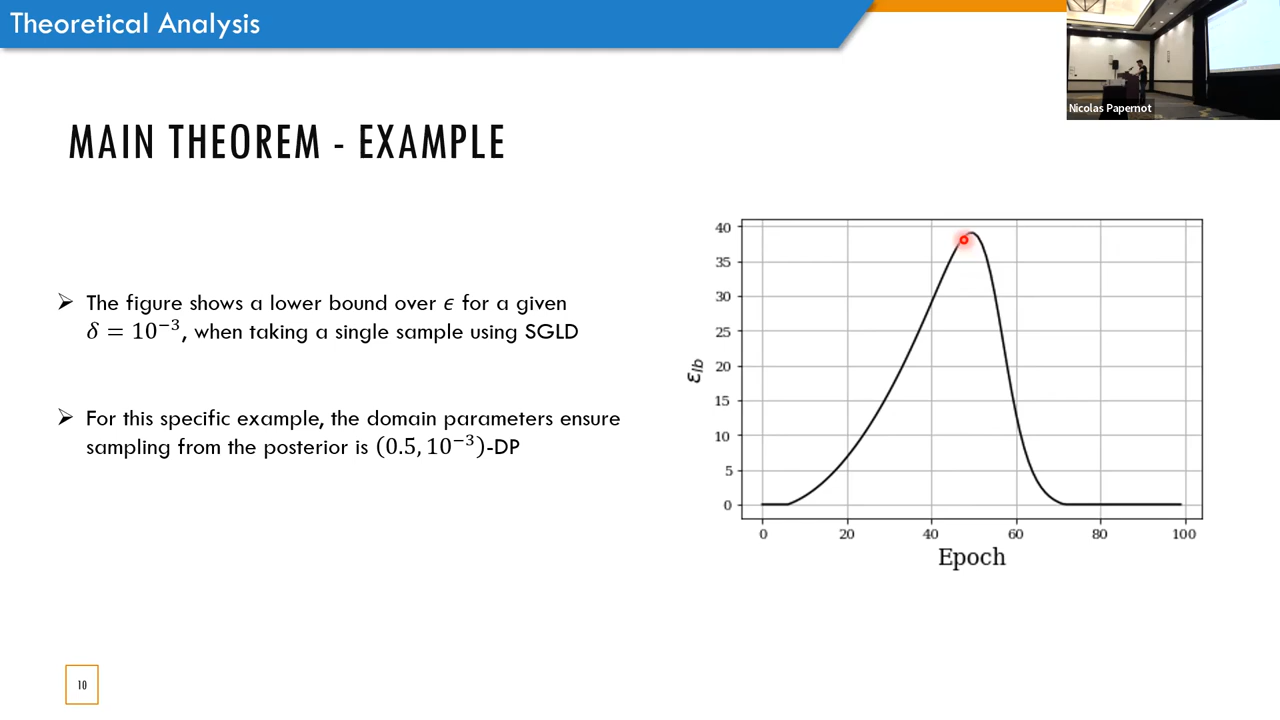 Theoretical Analysis
Nicolas Papernot
MAIN THEOREM - EXAMPLE
➢ The figure shows a lower bound over ϵ for a given
δ = 10⁻³, when taking a single sample using SGLD
➢ For this specific example, the domain parameters ensure
sampling from the posterior is (0.5, 10⁻³)-DP
40
35
30
25
20
15
10
5
0
ε_lb
0 20 40 60 80 100
Epoch
10